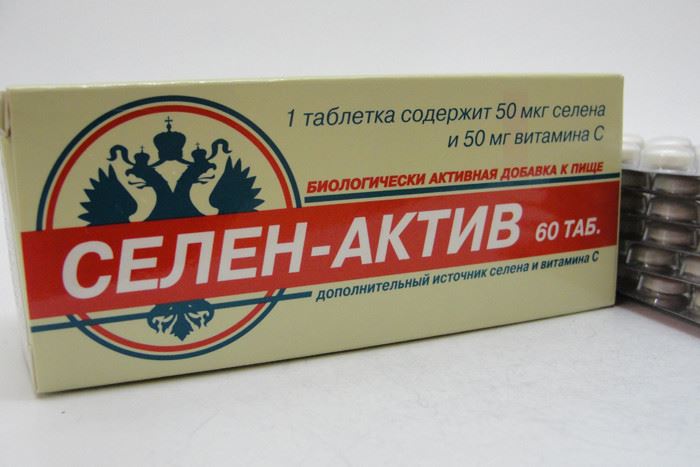 1 таблетка содержит 50 мкг селена
и 50 мг витамина С
БИОЛОГИЧЕСКИ АКТИВНАЯ ДОБАВКА К ПИЩЕ
СЕЛЕН-АКТИВ 60 ТАБ.
ДОПОЛНИТЕЛЬНЫЙ ИСТОЧНИК СЕЛЕНА И ВИТАМИНА С